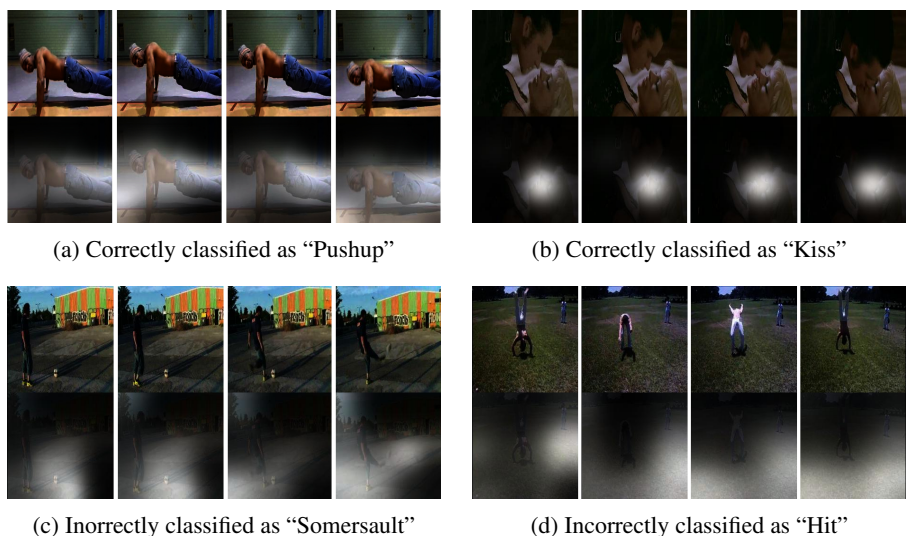 (a) Correctly classified as “Pushup”
(b) Correctly classified as “Kiss”
(c) Inorrectly classified as “Somersault”
(d) Incorrectly classified as “Hit”